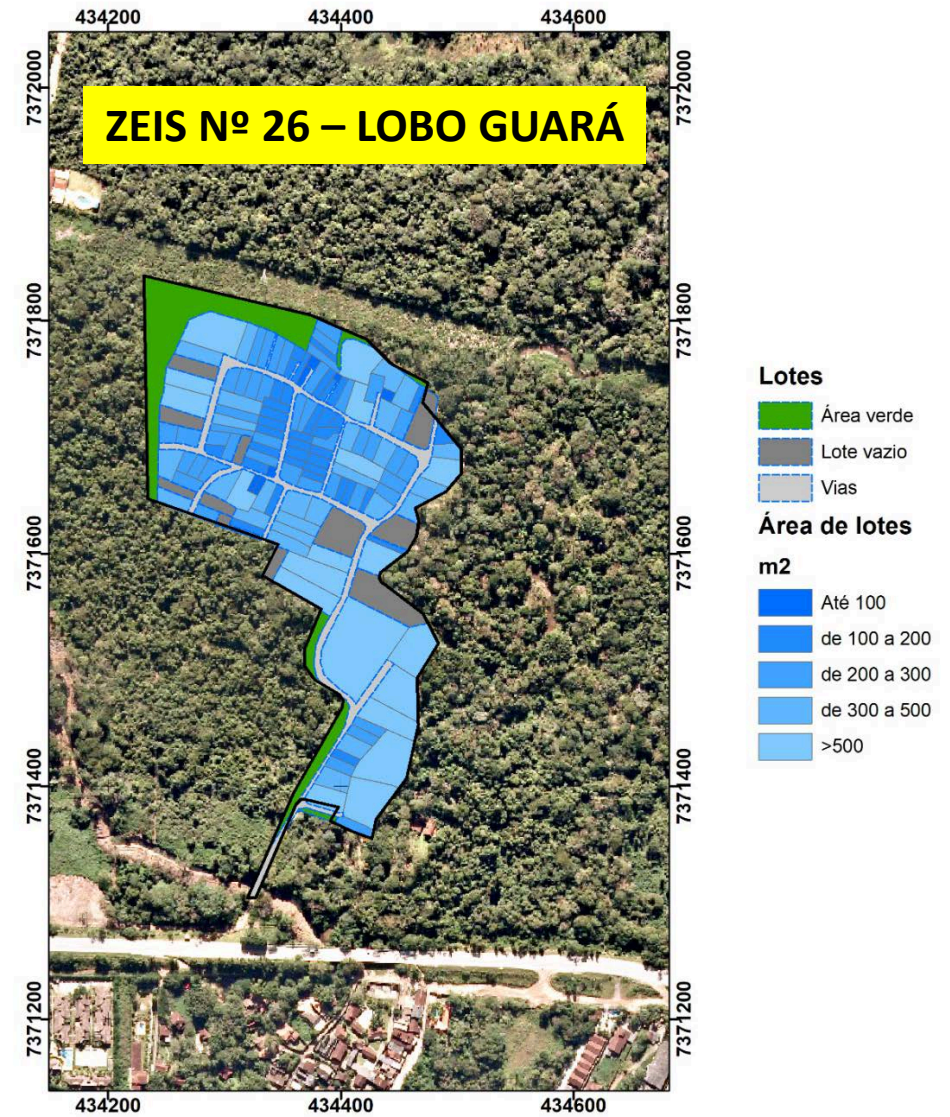 434200 434400 434600
7372000 7372000
ZEIS Nº 26 – LOBO GUARÁ
7371800 7371800
Lotes
Área verde
Lote vazio
Vias
Área de lotes
m2
Até 100
de 100 a 200
de 200 a 300
de 300 a 500
>500
7371600 7371600
7371400 7371400
7371200 7371200
434200 434400 434600